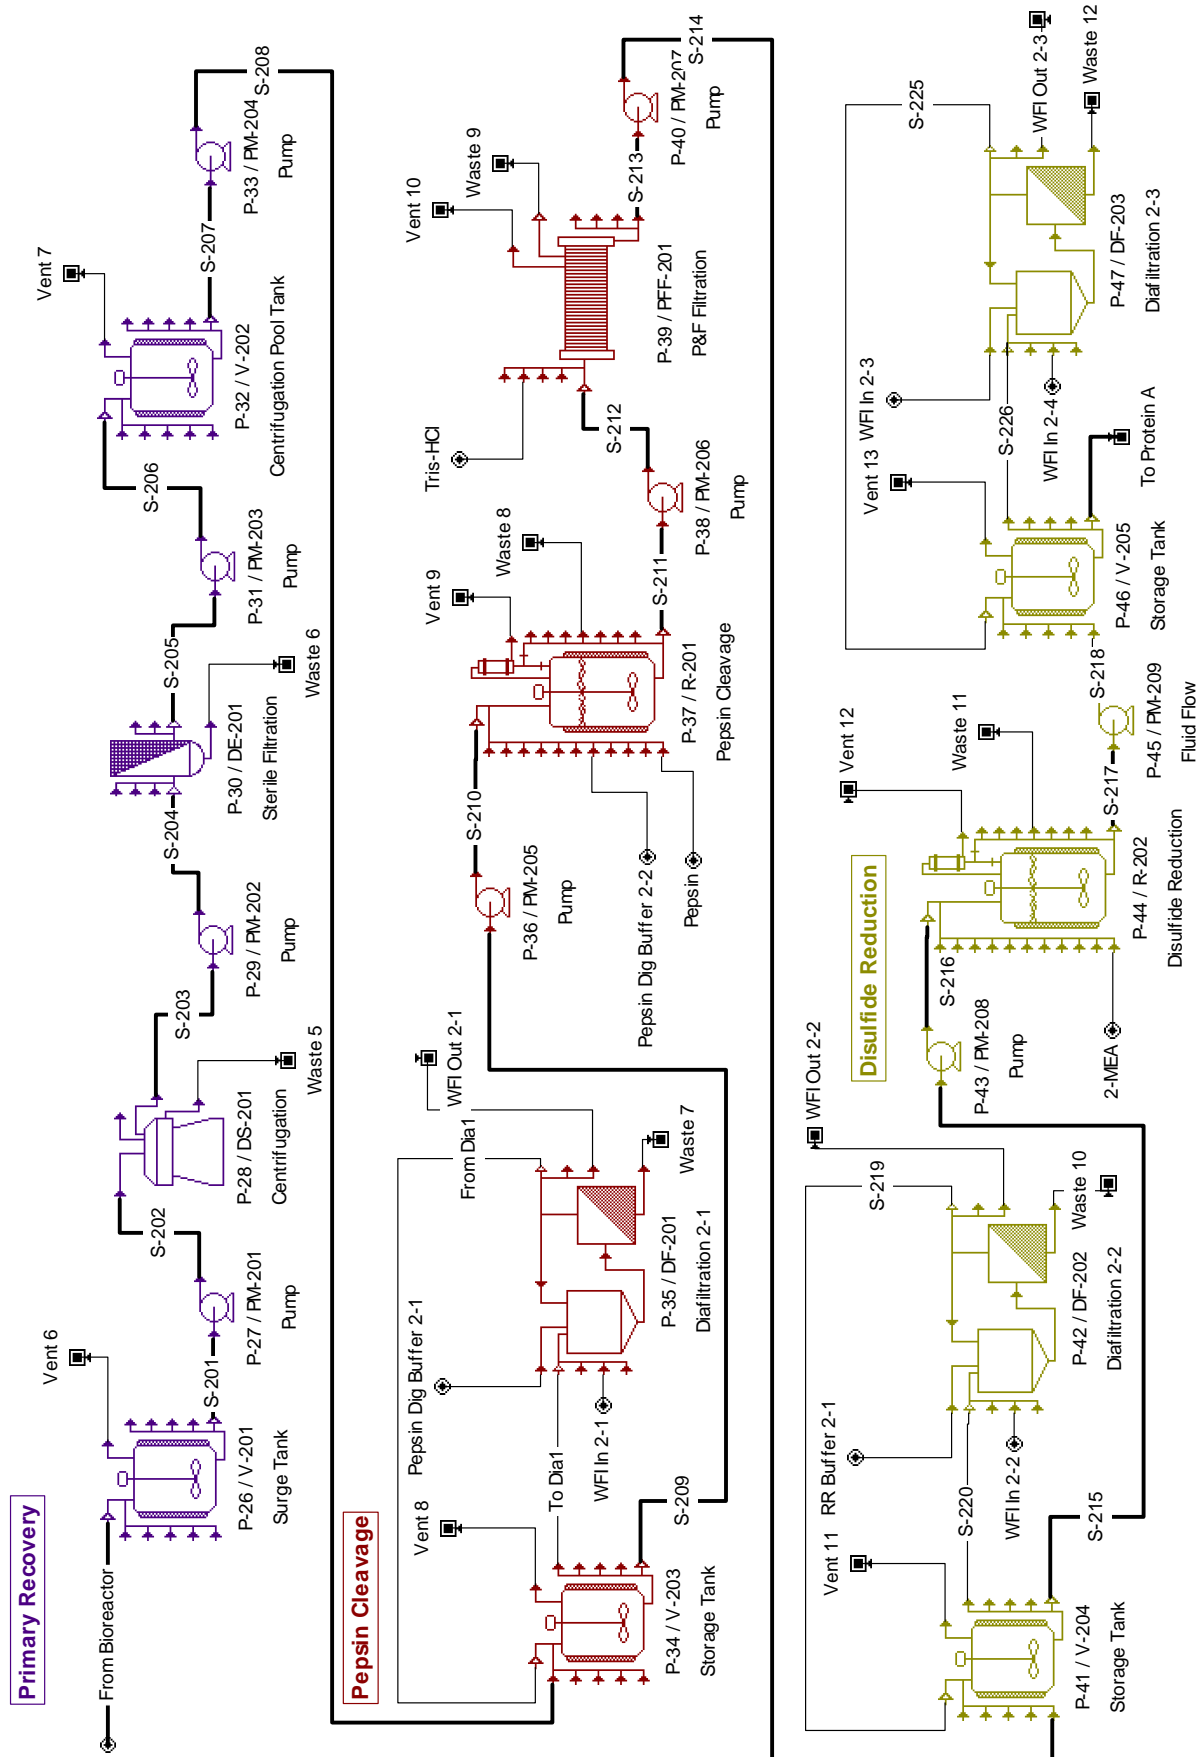 Primary Recovery
From Bioreactor
P-26 / V-201
Surge Tank
Vent 6
S-201
P-27 / PM-201
Pump
S-202
P-28 / DS-201
Centrifugation
Waste 5
S-203
P-29 / PM-202
Pump
S-204
P-30 / DE-201
Sterile Filtration
Waste 6
S-205
P-31 / PM-203
Pump
S-206
P-32 / V-202
Centrifugation Pool Tank
Vent 7
S-207
P-33 / PM-204
Pump
S-208
Pepsin Cleavage
P-34 / V-203
Storage Tank
Vent 8
S-209
To Dia1
From Dia1
Pepsin Dig Buffer 2-1
WFI In 2-1
P-35 / DF-201
Diafiltration 2-1
WFI Out 2-1
Waste 7
P-36 / PM-205
Pump
S-210
Pepsin Dig Buffer 2-2
Pepsin
P-37 / R-201
Pepsin Cleavage
Vent 9
Waste 8
S-211
P-38 / PM-206
Pump
S-212
Tris-HCl
P-39 / PFF-201
P&F Filtration
Vent 10
Waste 9
S-213
P-40 / PM-207
Pump
S-214
Disulfide Reduction
P-41 / V-204
Storage Tank
Vent 11
S-215
S-220
S-219
RR Buffer 2-1
WFI In 2-2
P-42 / DF-202
Diafiltration 2-2
WFI Out 2-2
Waste 10
P-43 / PM-208
Pump
S-216
2-MEA
P-44 / R-202
Disulfide Reduction
Vent 12
Waste 11
S-217
P-45 / PM-209
Fluid Flow
S-218
P-46 / V-205
Storage Tank
Vent 13
To Protein A
S-226
S-225
WFI In 2-3
WFI In 2-4
P-47 / DF-203
Diafiltration 2-3
WFI Out 2-3
Waste 12